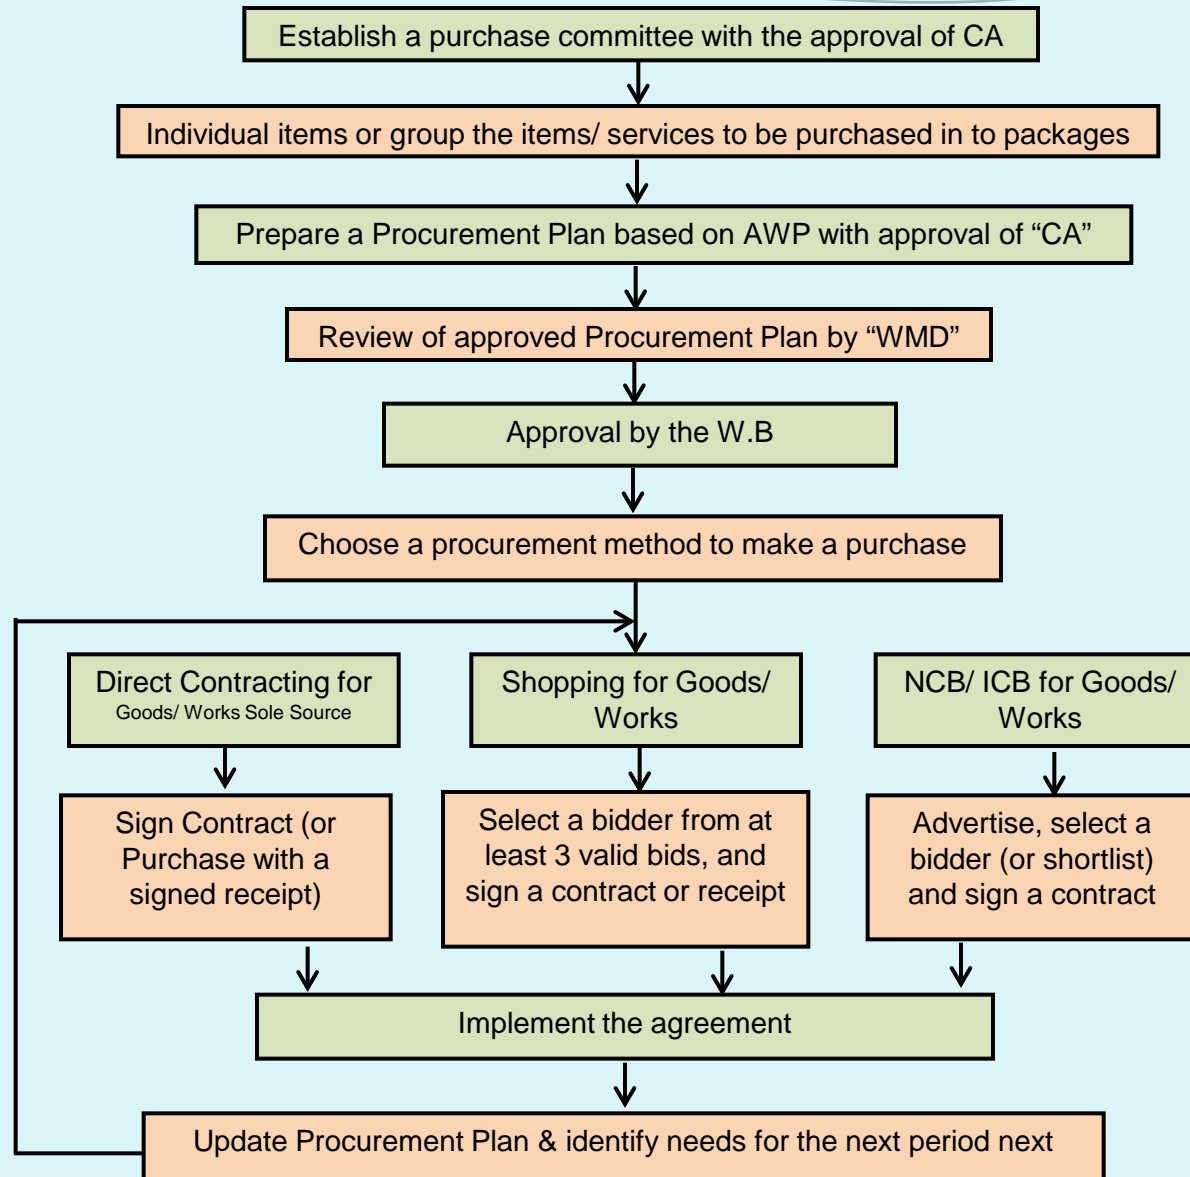 Establish a purchase committee with the approval of CA
Individual items or group the items/ services to be purchased in to packages
Prepare a Procurement Plan based on AWP with approval of “CA”
Review of approved Procurement Plan by “WMD”
Approval by the W.B
Choose a procurement method to make a purchase
Direct Contracting for
Goods/ Works Sole Source
Shopping for Goods/
Works
NCB/ ICB for Goods/
Works
Sign Contract (or
Purchase with a
signed receipt)
Select a bidder from at
least 3 valid bids, and
sign a contract or receipt
Advertise, select a
bidder (or shortlist)
and sign a contract
Implement the agreement
Update Procurement Plan & identify needs for the next period next